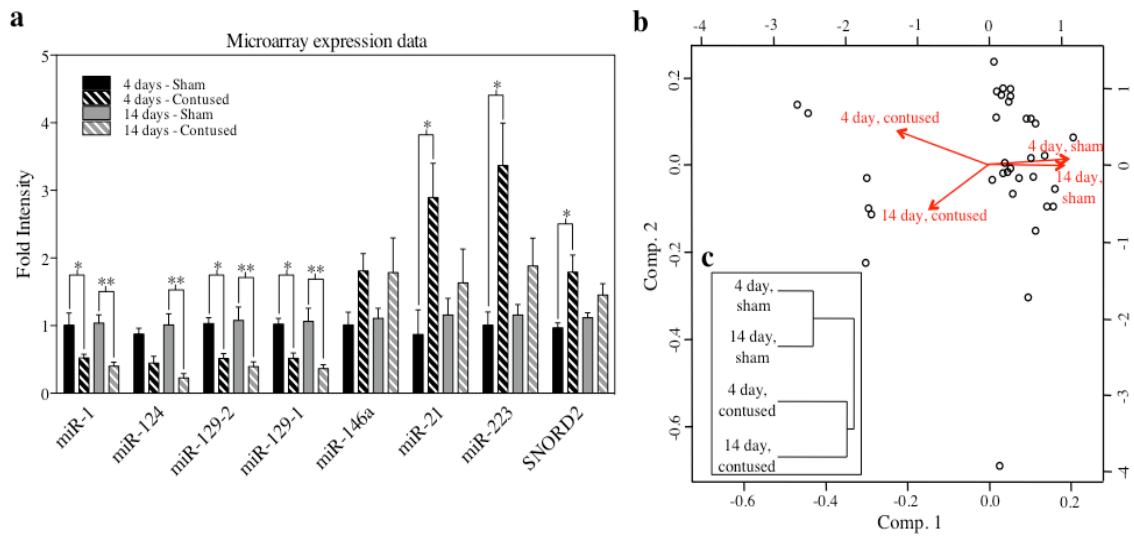 a
Microarray expression data
5
4
3
2
1
0
Fold Intensity
4 days - Sham
4 days - Contused
14 days - Sham
14 days - Contused
* ** ** * ** * ** * * *
miR-1
miR-124
miR-129-2
miR-129-1
miR-146a
miR-21
miR-223
SNORD2
b
-4 -3 -2 -1 0 1
0.2
0.0
-0.2
-0.4
-0.6
Comp. 2
1
0
-1
-2
-3
-4
4 day, contused
4 day, sham
14 day,
sham
14 day, contused
c
4 day,
sham
14 day,
sham
4 day,
contused
14 day,
contused
-0.6 -0.4 -0.2 0.0 0.2
Comp. 1